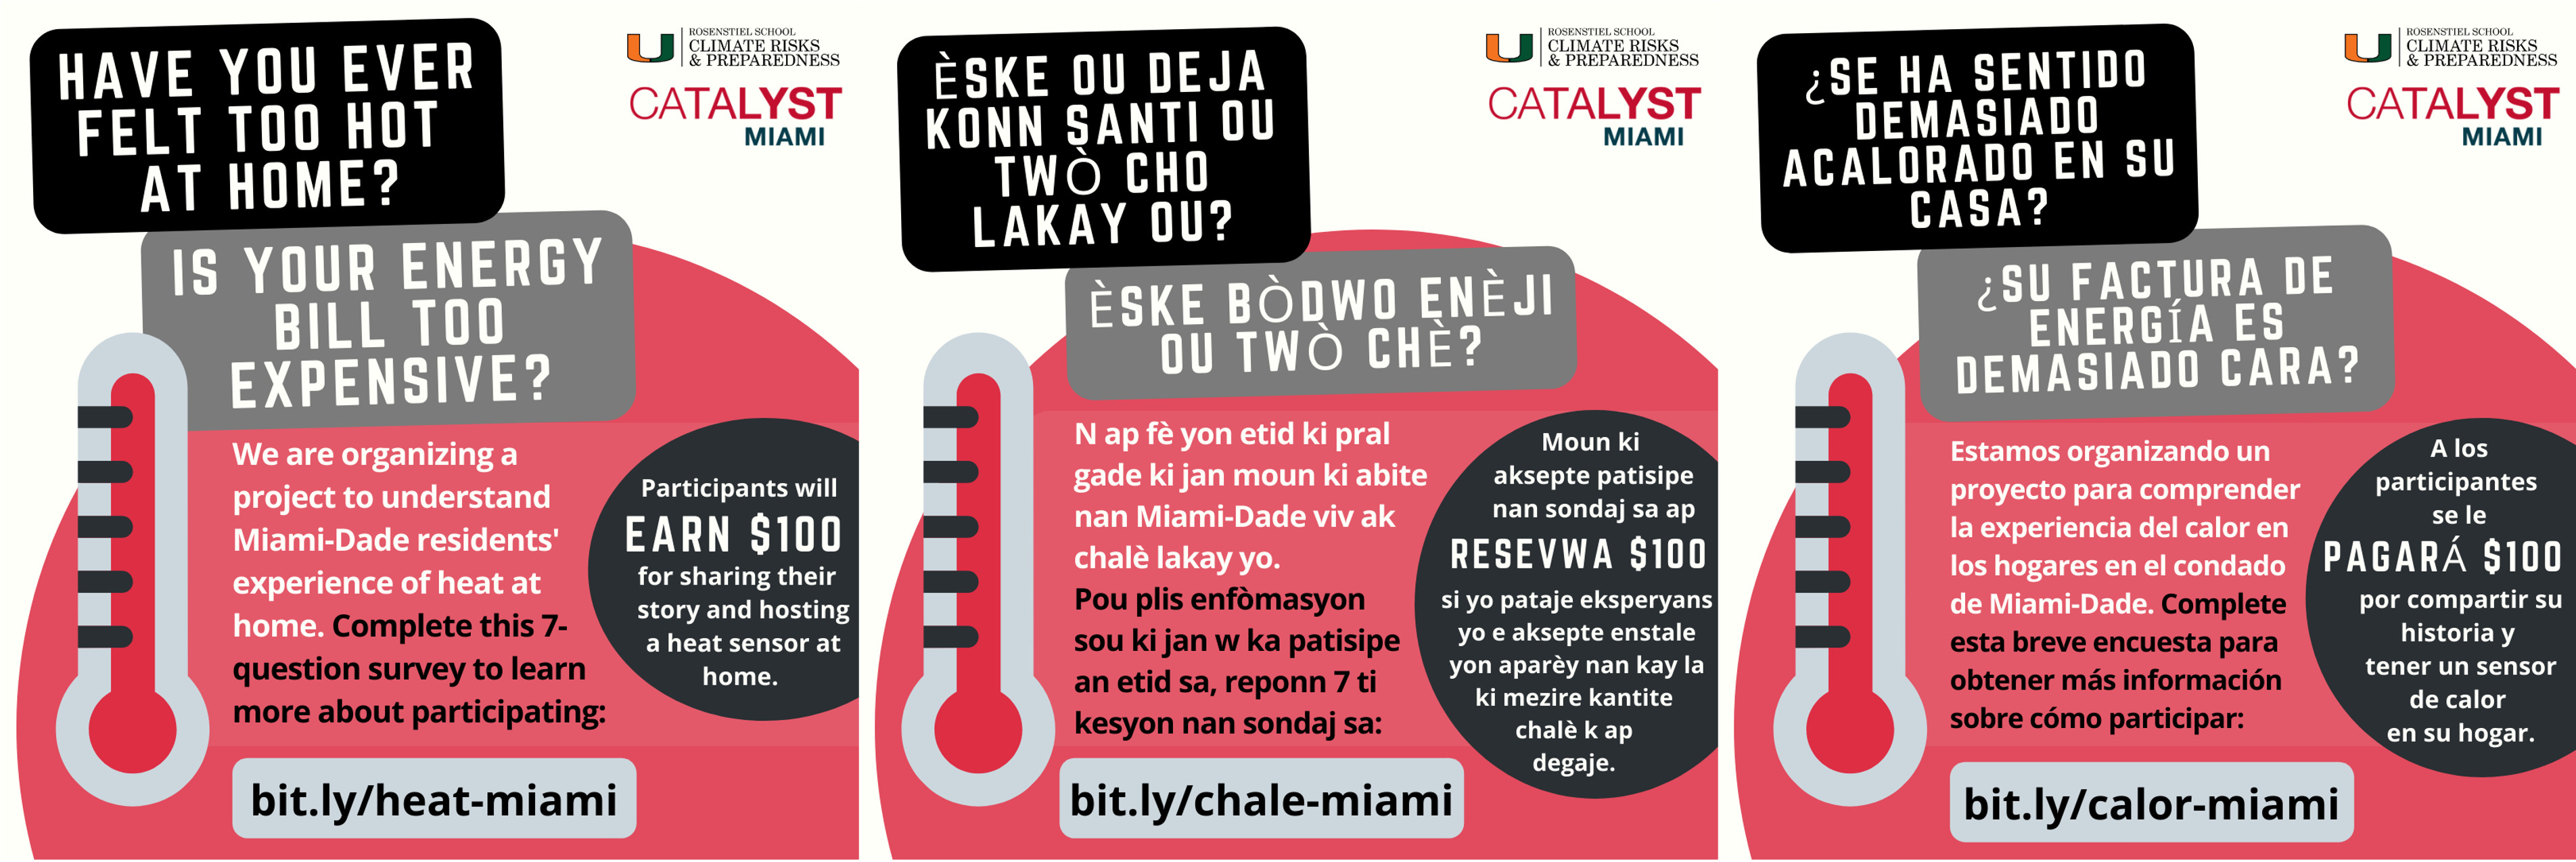 HAVE YOU EVER
FELT TOO HOT
AT HOME?
ROSENSTIEL SCHOOL
CLIMATE RISKS
& PREPAREDNESS
CATALYST
MIAMI
IS YOUR ENERGY
BILL TOO
EXPENSIVE?
We are organizing a
project to understand
Miami-Dade residents'
experience of heat at
home. Complete this 7-
question survey to learn
more about participating:
Participants will
EARN $100
for sharing their
story and hosting
a heat sensor at
home.
bit.ly/heat-miami
ÈSKE OU DEJA
KONN SANTI OU
TWÒ CHO
LAKAY OU?
ROSENSTIEL SCHOOL
CLIMATE RISKS
& PREPAREDNESS
CATALYST
MIAMI
ÈSKE BÒDWO ENÈJI
OU TWÒ CHÈ?
N ap fè yon etid ki pral
gade ki jan moun ki abite
nan Miami-Dade viv ak
chalè lakay yo.
Pou plis enfòmasyon
sou ki jan w ka patisipe
an etid sa, reponn 7 ti
kesyon nan sondaj sa:
Moun ki
aksepte patisipe
nan sondaj sa ap
RESEVWA $100
si yo pataje eksperyans
yo e aksepte enstale
yon aparèy nan kay la
ki mezire kantite
chalè k ap
degaje.
bit.ly/chale-miami
¿SE HA SENTIDO
DEMASIADO
ACALORADO EN SU
CASA?
ROSENSTIEL SCHOOL
CLIMATE RISKS
& PREPAREDNESS
CATALYST
MIAMI
¿SU FACTURA DE
ENERGÍA ES
DEMASIADO CARA?
Estamos organizando un
proyecto para comprender
la experiencia del calor en
los hogares en el condado
de Miami-Dade. Complete
esta breve encuesta para
obtener más información
sobre cómo participar:
A los
participantes
se le
PAGARÁ $100
por compartir su
historia y
tener un sensor
de calor
en su hogar.
bit.ly/calor-miami